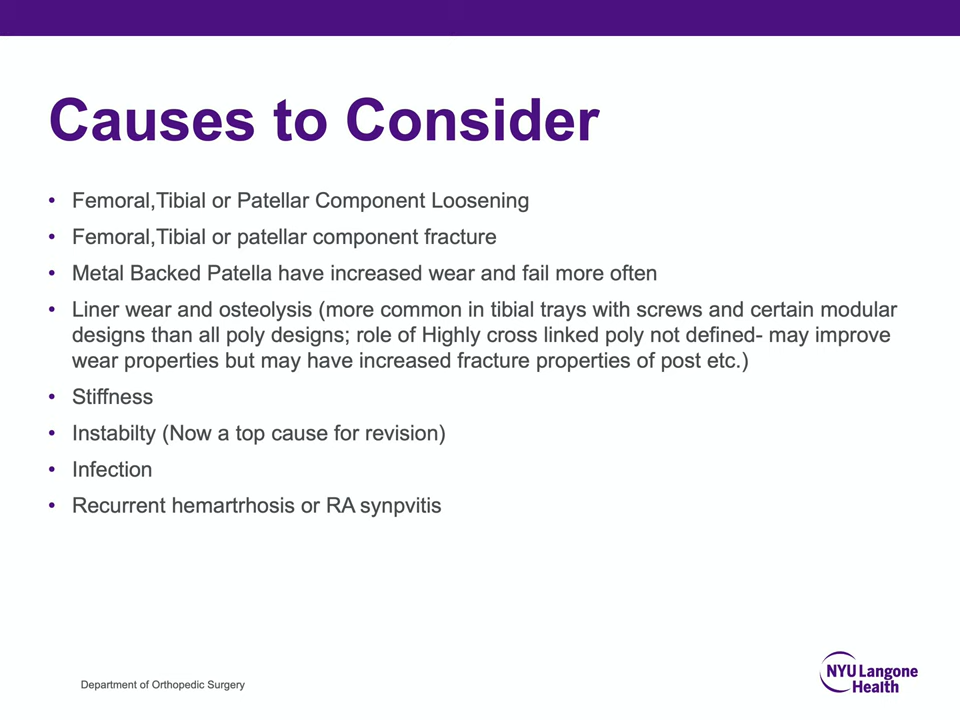 Causes to Consider
• Femoral,Tibial or Patellar Component Loosening
• Femoral,Tibial or patellar component fracture
• Metal Backed Patella have increased wear and fail more often
• Liner wear and osteolysis (more common in tibial trays with screws and certain modular
designs than all poly designs; role of Highly cross linked poly not defined- may improve
wear properties but may have increased fracture properties of post etc.)
• Stiffness
• Instabilty (Now a top cause for revision)
• Infection
• Recurrent hemartrhosis or RA synpvitis
Department of Orthopedic Surgery
NYU Langone
Health